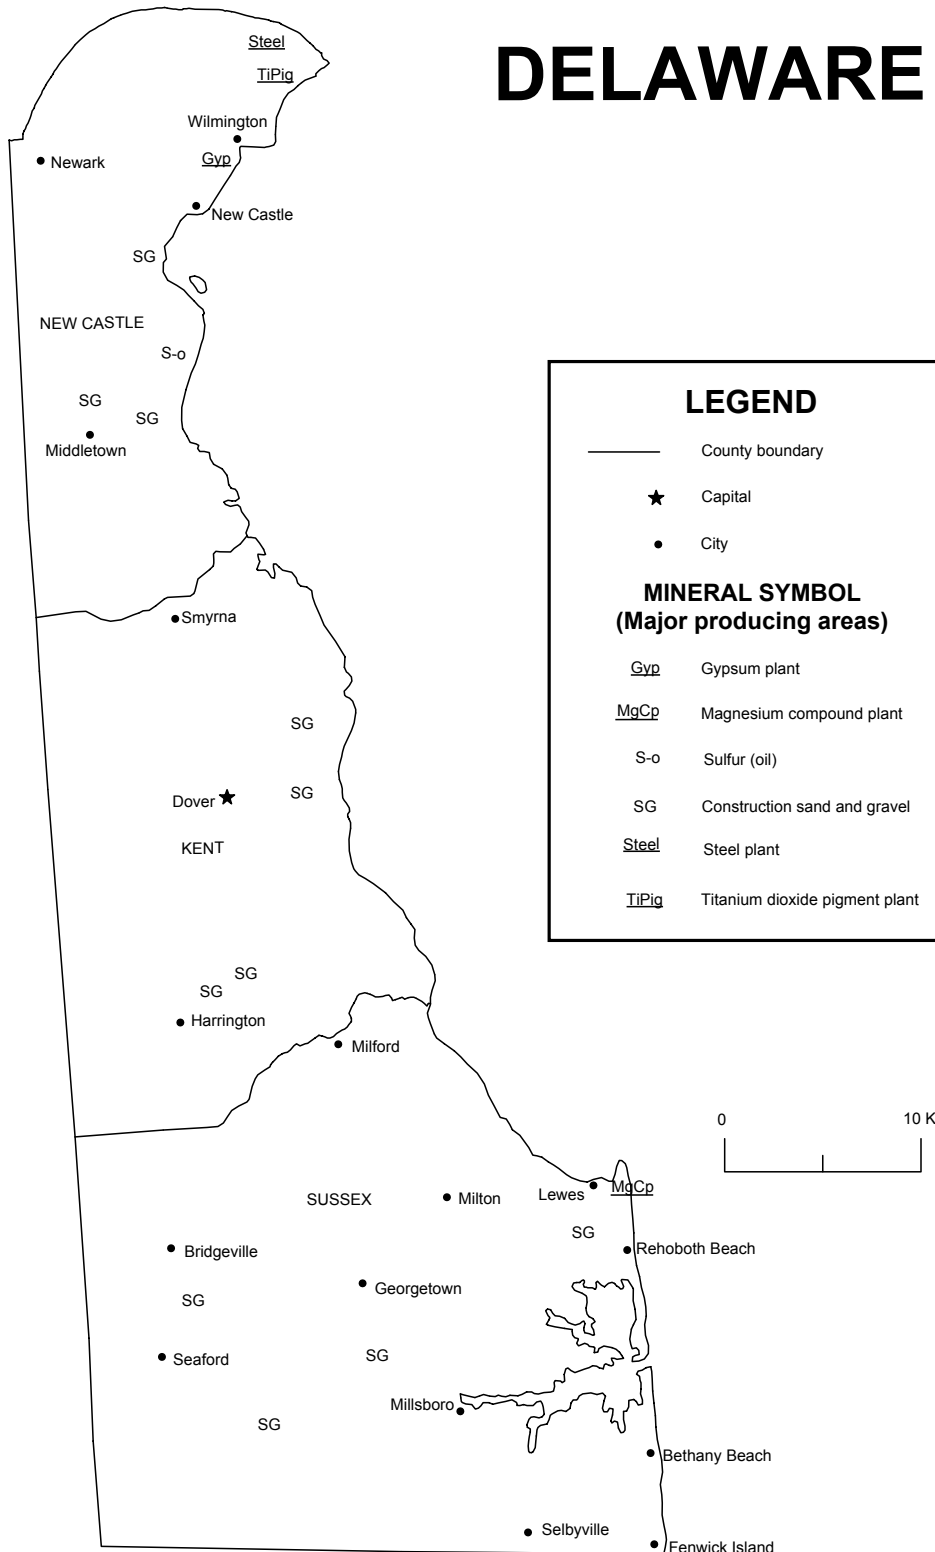 DELAWARE
Steel
TiPig
Wilmington
Newark
Gyp
New Castle
SG
NEW CASTLE
S-o
SG
SG
Middletown
Smyrna
SG
Dover
SG
KENT
SG
SG
Harrington
Milford
SUSSEX
Milton
Lewes
MgCp
SG
Rehoboth Beach
Bridgeville
Georgetown
SG
Seaford
SG
Millsboro
SG
Bethany Beach
Selbyville
Fenwick Island
LEGEND
County boundary
Capital
City
MINERAL SYMBOL
(Major producing areas)
Gyp Gypsum plant
MgCp Magnesium compound plant
S-o Sulfur (oil)
SG Construction sand and gravel
Steel Steel plant
TiPig Titanium dioxide pigment plant
0 10 K